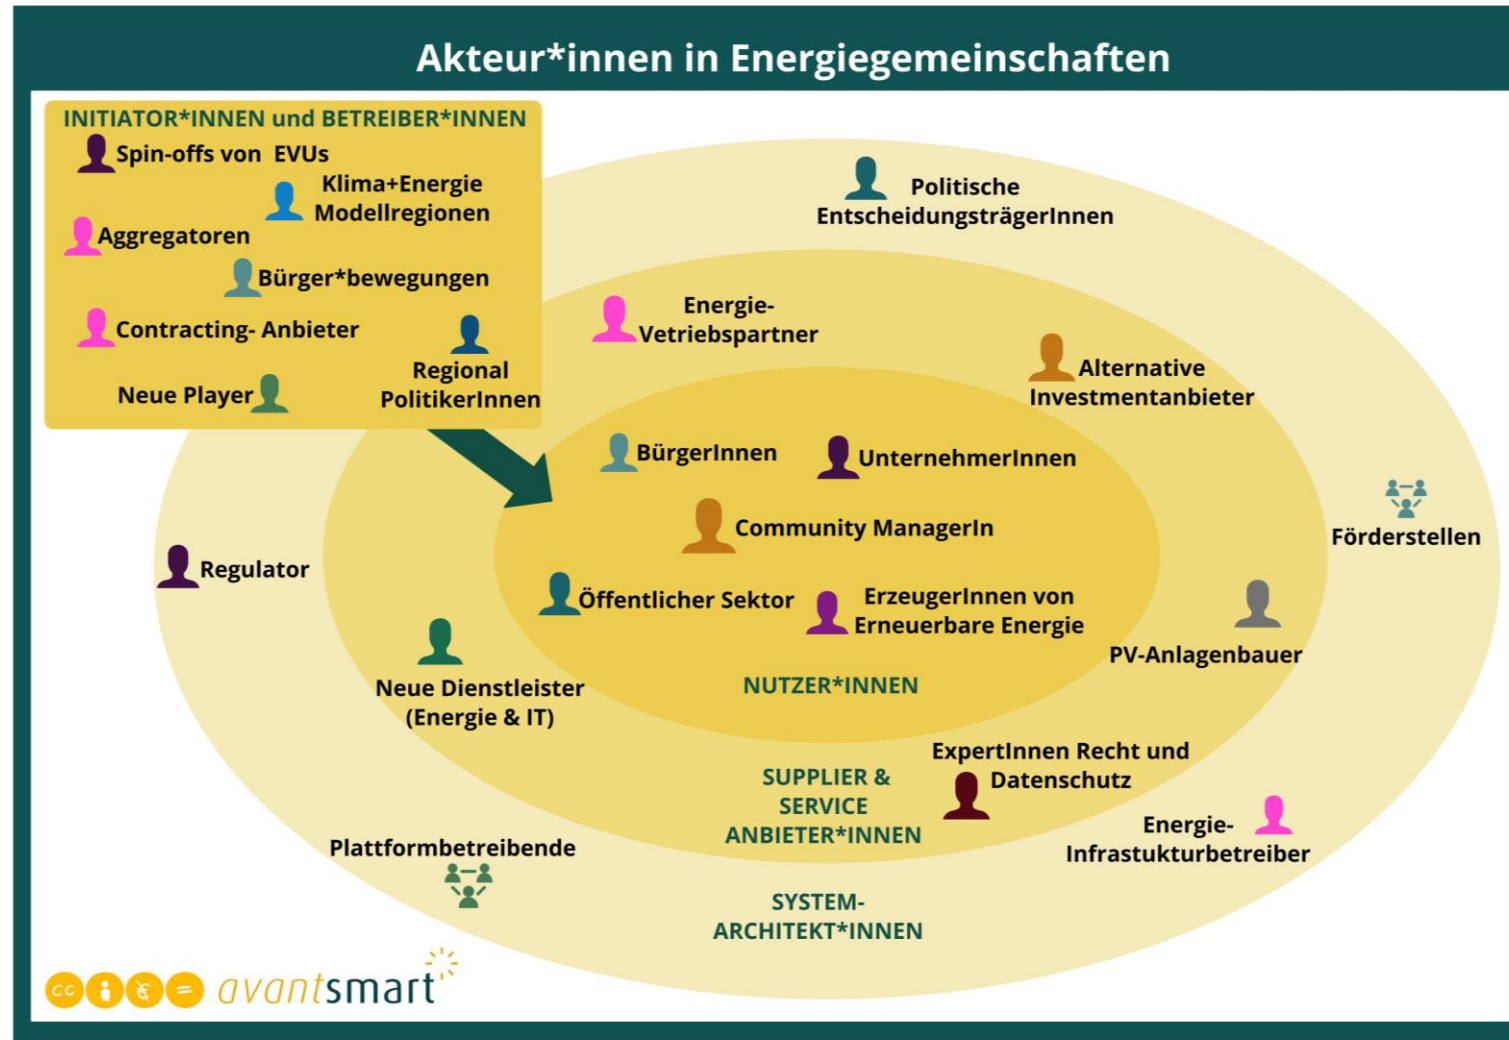 Akteur*innen in Energiegemeinschaften
INITIATOR*INNEN und BETREIBER*INNEN
Spin-offs von EVUs
Klima+Energie
Modellregionen
Aggregatoren
Bürger*bewegungen
Contracting- Anbieter
Regional
PolitikerInnen
Neue Player
Politische
EntscheidungsträgerInnen
Energie-
Vetriebspartner
Alternative
Investmentanbieter
BürgerInnen
UnternehmerInnen
Community ManagerIn
Förderstellen
Regulator
Öffentlicher Sektor
ErzeugerInnen von
Erneuerbare Energie
PV-Anlagenbauer
Neue Dienstleister
(Energie & IT)
NUTZER*INNEN
ExpertInnen Recht und
Datenschutz
SUPPLIER &
SERVICE
ANBIETER*INNEN
Energie-
Infrastukturbetreiber
Plattformbetreibende
SYSTEM-
ARCHITEKT*INNEN
cc
avantsmart